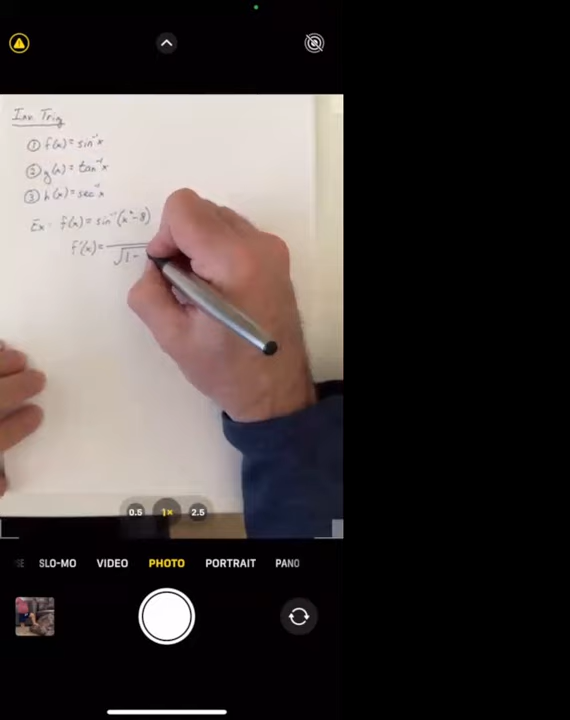 Inv. Trig
① f(x) = sin⁻¹x
② g(x) = tan⁻¹x
③ h(x) = sec⁻¹x
Ex: f(x) = sin⁻¹(x⁴-8)
f'(x) = ── / √1-
0.5 1× 2.5
SLO-MO VIDEO PHOTO PORTRAIT PANO